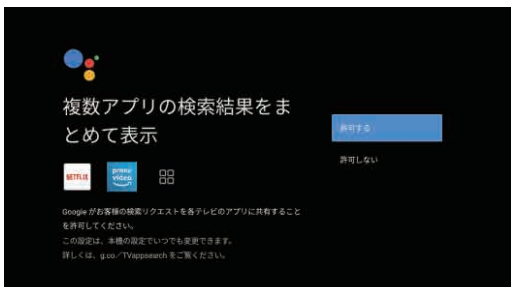 複数アプリの検索結果をま
とめて表示
NETFLIX
prime
video
Google がお客様の検索リクエストを各テレビのアプリに共有すること
を許可してください。
この設定は、本機の設定でいつでも変更できます。
詳しくは、g.co／TVappsearch をご覧ください。
許可する
許可しない